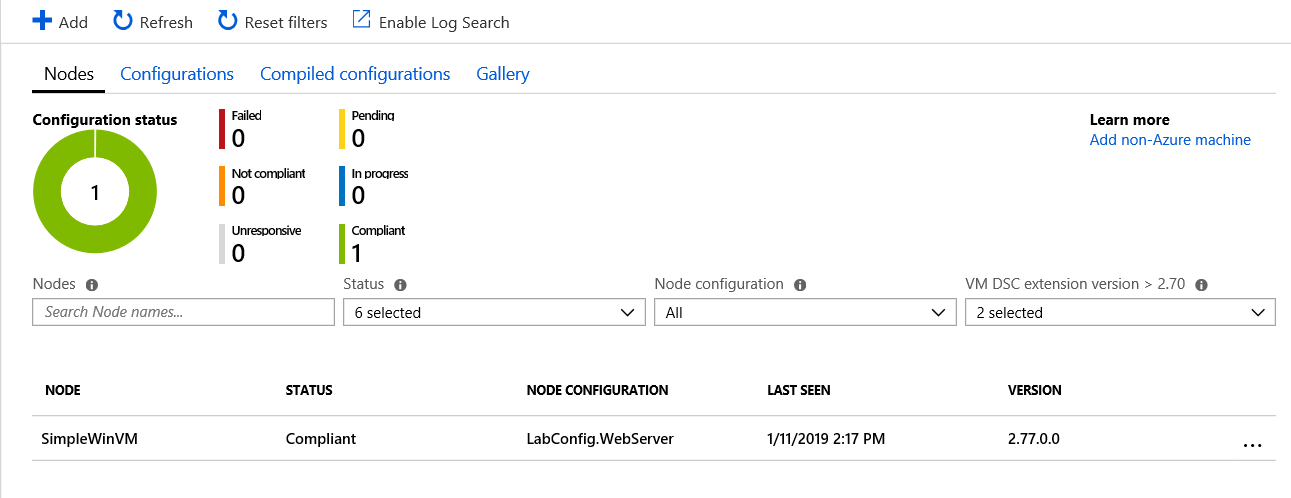 Add Refresh Reset filters Enable Log Search
Nodes Configurations Compiled configurations Gallery
Configuration status
1
Failed
0
Pending
0
Not compliant
0
In progress
0
Unresponsive
0
Compliant
1
Learn more
Add non-Azure machine
Nodes
Search Node names...
Status
6 selected
Node configuration
All
VM DSC extension version > 2.70
2 selected
NODE STATUS NODE CONFIGURATION LAST SEEN VERSION
SimpleWinVM Compliant LabConfig.WebServer 1/11/2019 2:17 PM 2.77.0.0 ...